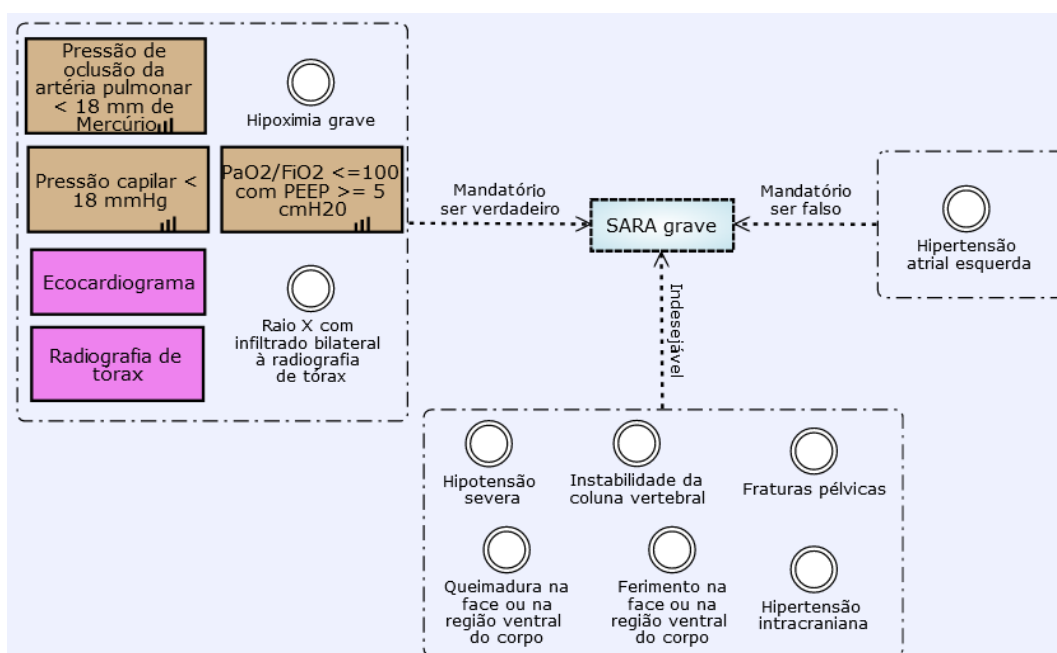 Pressão de
oclusão da
artéria pulmonar
< 18 mm de
Mercúrio
Hipoximia grave
Pressão capilar <
18 mmHg
PaO2/FiO2 <=100
com PEEP >= 5
cmH20
Ecocardiograma
Radiografia de
tórax
Raio X com
infiltrado bilateral
à radiografia
de tórax
Mandatório
ser verdadeiro
SARA grave
Mandatório
ser falso
Hipertensão
atrial esquerda
Indesejável
Hipotensão
severa
Instabilidade da
coluna vertebral
Fraturas pélvicas
Queimadura na
face ou na
região ventral
do corpo
Ferimento na
face ou na
região ventral
do corpo
Hipertensão
intracraniana